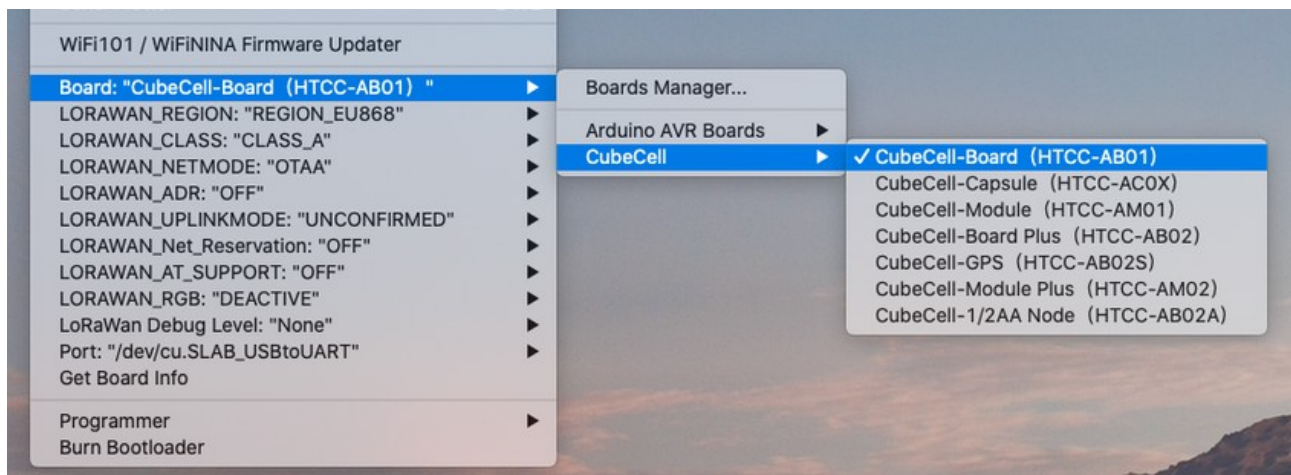 WiFi101 / WiFiNINA Firmware Updater
Board: "CubeCell-Board (HTCC-AB01) "
LORAWAN_REGION: "REGION_EU868"
LORAWAN_CLASS: "CLASS_A"
LORAWAN_NETMODE: "OTAA"
LORAWAN_ADR: "OFF"
LORAWAN_UPLINKMODE: "UNCONFIRMED"
LORAWAN_Net_Reservation: "OFF"
LORAWAN_AT_SUPPORT: "OFF"
LORAWAN_RGB: "DEACTIVE"
LoRaWan Debug Level: "None"
Port: "/dev/cu.SLAB_USBtoUART"
Get Board Info
Programmer
Burn Bootloader
Boards Manager...
Arduino AVR Boards
CubeCell
CubeCell-Board (HTCC-AB01)
CubeCell-Capsule (HTCC-AC0X)
CubeCell-Module (HTCC-AM01)
CubeCell-Board Plus (HTCC-AB02)
CubeCell-GPS (HTCC-AB02S)
CubeCell-Module Plus (HTCC-AM02)
CubeCell-1/2AA Node (HTCC-AB02A)